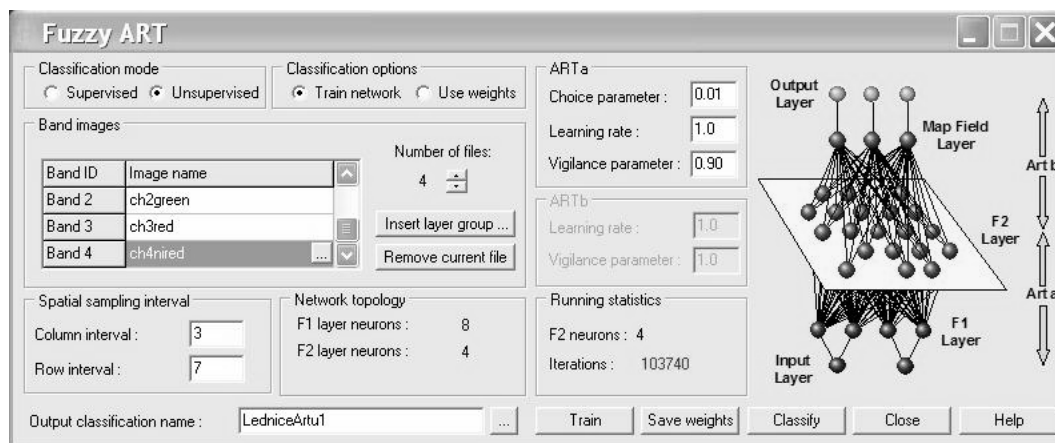 Fuzzy ART
Classification mode
Supervised Unsupervised
Classification options
Train network Use weights
Band images
Band ID Image name
Band 2 ch2green
Band 3 ch3red
Band 4 ch4nired ...
Number of files:
4
Insert layer group ...
Remove current file
Spatial sampling interval
Column interval : 3
Row interval : 7
Network topology
F1 layer neurons : 8
F2 layer neurons : 4
ARTa
Choice parameter : 0.01
Learning rate : 1.0
Vigilance parameter : 0.90
ARTb
Learning rate : 1.0
Vigilance parameter : 1.0
Running statistics
F2 neurons : 4
Iterations : 103740
Output
Layer
Map Field
Layer
Art b
F2
Layer
Art a
F1
Layer
Input
Layer
Output classification name : LedniceArtu1 ...
Train Save weights Classify Close Help